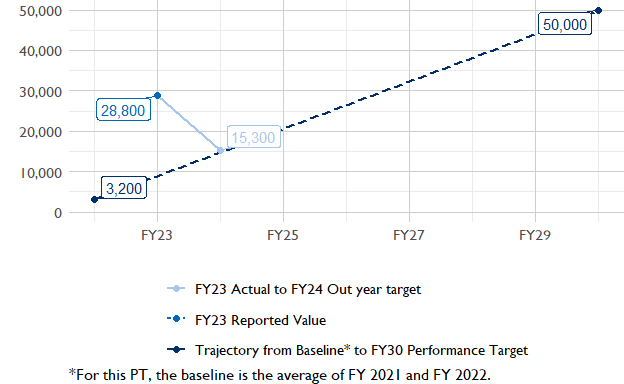 50,000
50,000
40,000
30,000
28,800
20,000
15,300
10,000
3,200
0
FY23 FY25 FY27 FY29
FY23 Actual to FY24 Out year target
FY23 Reported Value
Trajectory from Baseline* to FY30 Performance Target
*For this PT, the baseline is the average of FY 2021 and FY 2022.